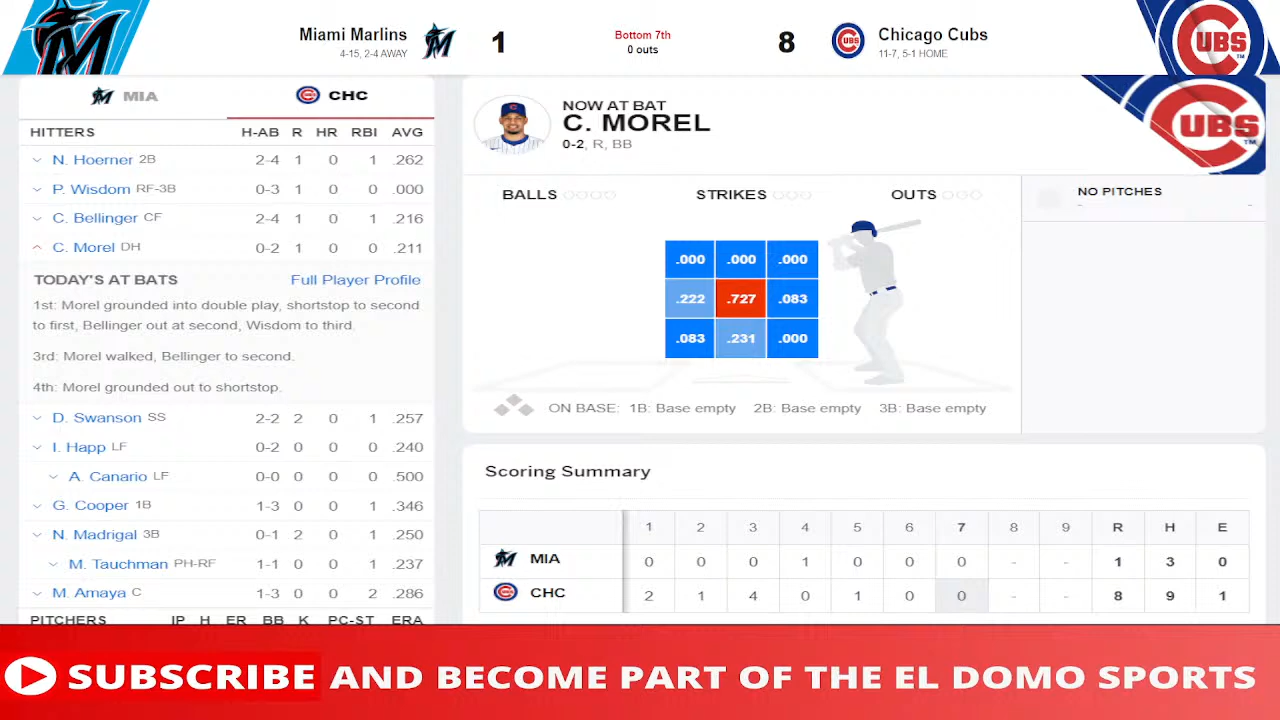 Miami Marlins
4-15, 2-4 AWAY
1
Bottom 7th
0 outs
8
Chicago Cubs
11-7, 5-1 HOME
UBS
MIA
CHC
HITTERS H-AB R HR RBI AVG
N. Hoerner 2B 2-4 1 0 1 .262
P. Wisdom RF-3B 0-3 1 0 0 .000
C. Bellinger CF 2-4 1 0 1 .216
C. Morel DH 0-2 1 0 0 .211
TODAY'S AT BATS Full Player Profile
1st: Morel grounded into double play, shortstop to second
to first, Bellinger out at second, Wisdom to third.
3rd: Morel walked, Bellinger to second.
4th: Morel grounded out to shortstop.
D. Swanson SS 2-2 2 0 1 .257
I. Happ LF 0-2 0 0 0 .240
A. Canario LF 0-0 0 0 0 .500
G. Cooper 1B 1-3 0 0 1 .346
N. Madrigal 3B 0-1 2 0 1 .250
M. Tauchman PH-RF 1-1 0 0 1 .237
M. Amaya C 1-3 0 0 2 .286
PITCHERS IP H ER BB K PC-ST ERA
NOW AT BAT
C. MOREL
0-2, R, BB
UBS
BALLS STRIKES OUTS
NO PITCHES
- -
.000 .000 .000
.222 .727 .083
.083 .231 .000
ON BASE: 1B: Base empty 2B: Base empty 3B: Base empty
Scoring Summary
1 2 3 4 5 6 7 8 9 R H E
MIA 0 0 0 1 0 0 0 - - 1 3 0
CHC 2 1 4 0 1 0 0 - - 8 9 1
SUBSCRIBE AND BECOME PART OF THE EL DOMO SPORTS